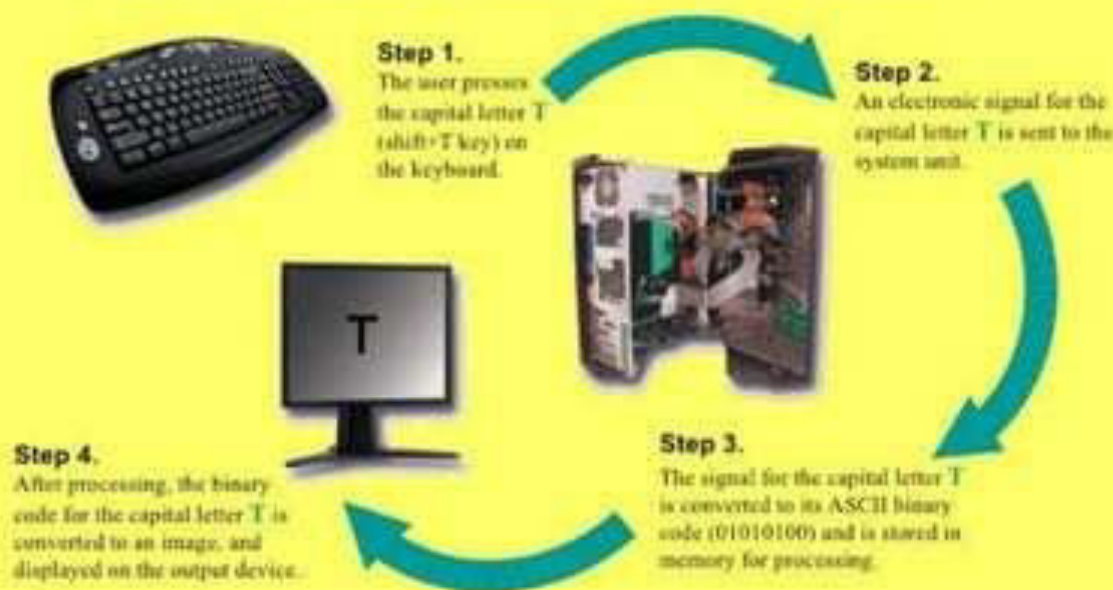 Step 1.
The user presses
the capital letter T
(shift+T key) on
the keyboard.
Step 2.
An electronic signal for the
capital letter T is sent to the
system unit.
Step 3.
The signal for the capital letter T
is converted to its ASCII binary
code (01010100) and is stored in
memory for processing.
Step 4.
After processing, the binary
code for the capital letter T is
converted to an image, and
displayed on the output device.
T